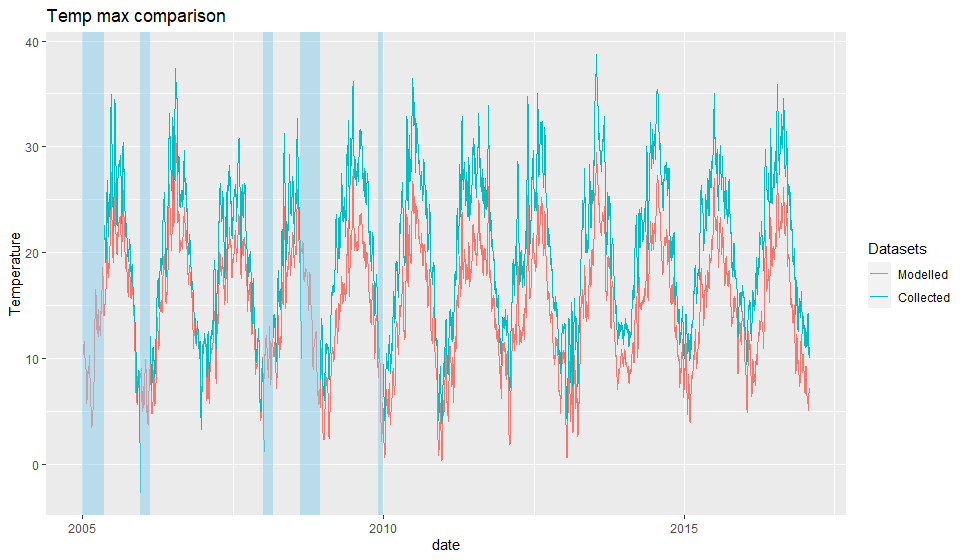 Temp max comparison
40
30
20
10
0
Temperature
2005
2010
2015
date
Datasets
Modelled
Collected